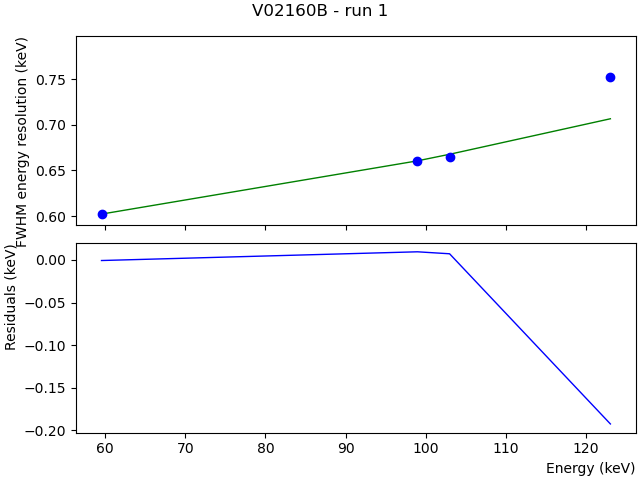 V02160B - run 1
FWHM energy resolution (keV)
0.75
0.70
0.65
0.60
Residuals (keV)
0.00
−0.05
−0.10
−0.15
−0.20
60 70 80 90 100 110 120
Energy (keV)